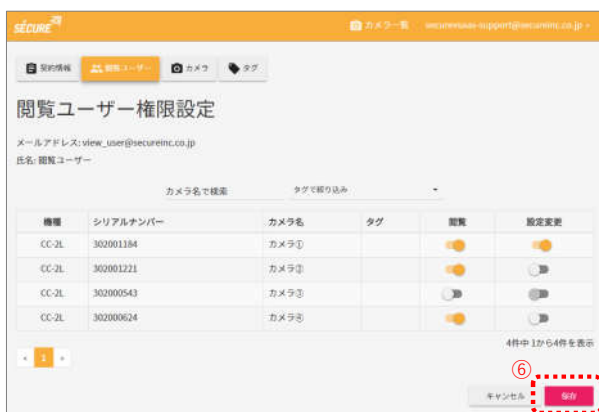 SECURE
カメラ一覧 securevsaas-support@secureinc.co.jp
契約情報 閲覧ユーザー カメラ タグ
閲覧ユーザー権限設定
メールアドレス: view_user@secureinc.co.jp
氏名: 閲覧ユーザー
カメラ名で検索 タグで絞り込み
機種 シリアルナンバー カメラ名 タグ 閲覧 設定変更
CC-2L 302001184 カメラ①
CC-2L 302001221 カメラ②
CC-2L 302000543 カメラ③
CC-2L 302000624 カメラ④
4件中 1から4件を表示
« 1 »
⑥
キャンセル 保存